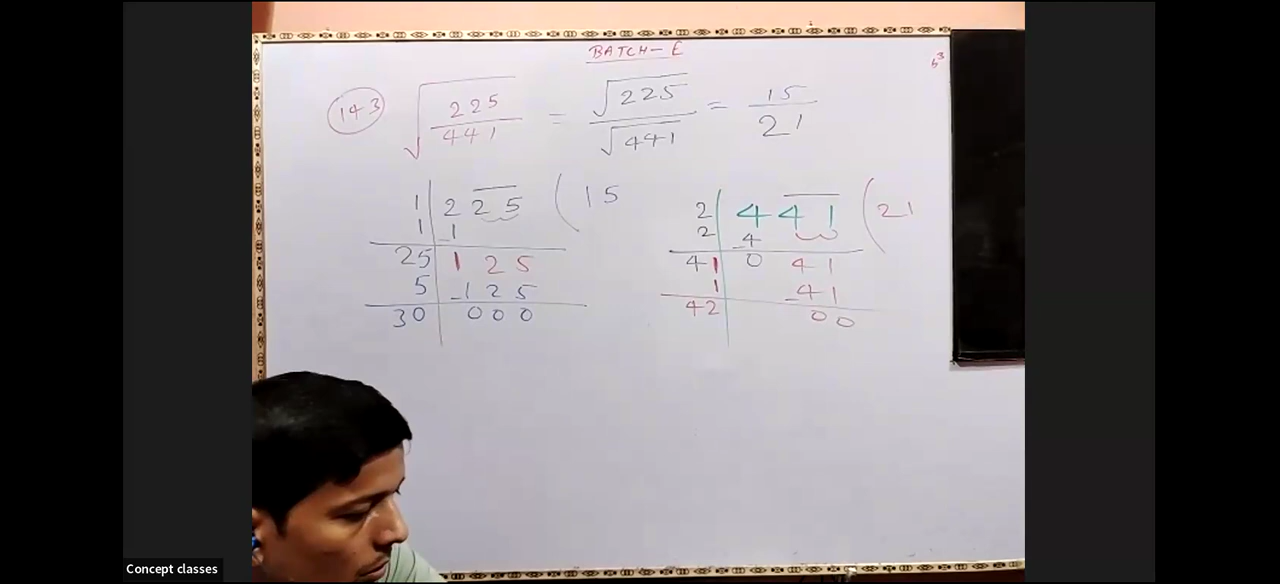 BATCH-E
b³
143 √(225/441) = √225/√441 = 15/21
1 | 2 25 ( 15
1 | -1
25 | 1 25
5 | -125
30 | 000
2 | 4 41 ( 21
2 | -4
41 | 0 41
1 | -41
42 | 00
Concept classes